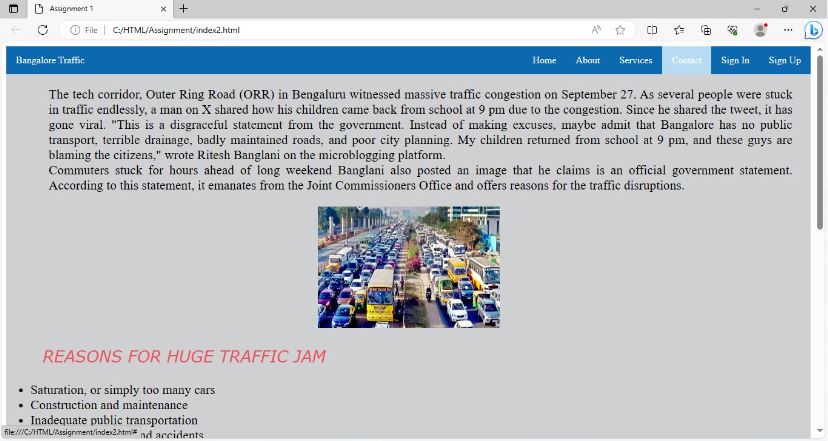 Assignment 1
File
C:/HTML/Assignment/index2.html
Bangalore Traffic
Home
About
Services
Contact
Sign In
Sign Up
The tech corridor, Outer Ring Road (ORR) in Bengaluru witnessed massive traffic congestion on September 27. As several people were stuck
in traffic endlessly, a man on X shared how his children came back from school at 9 pm due to the congestion. Since he shared the tweet, it has
gone viral. "This is a disgraceful statement from the government. Instead of making excuses, maybe admit that Bangalore has no public
transport, terrible drainage, badly maintained roads, and poor city planning. My children returned from school at 9 pm, and these guys are
blaming the citizens," wrote Ritesh Banglani on the microblogging platform.
Commuters stuck for hours ahead of long weekend Banglani also posted an image that he claims is an official government statement.
According to this statement, it emanates from the Joint Commissioners Office and offers reasons for the traffic disruptions.
REASONS FOR HUGE TRAFFIC JAM
• Saturation, or simply too many cars
• Construction and maintenance
• Inadequate public transportation
file:///C:/HTML/Assignment/index2.html#
accidents